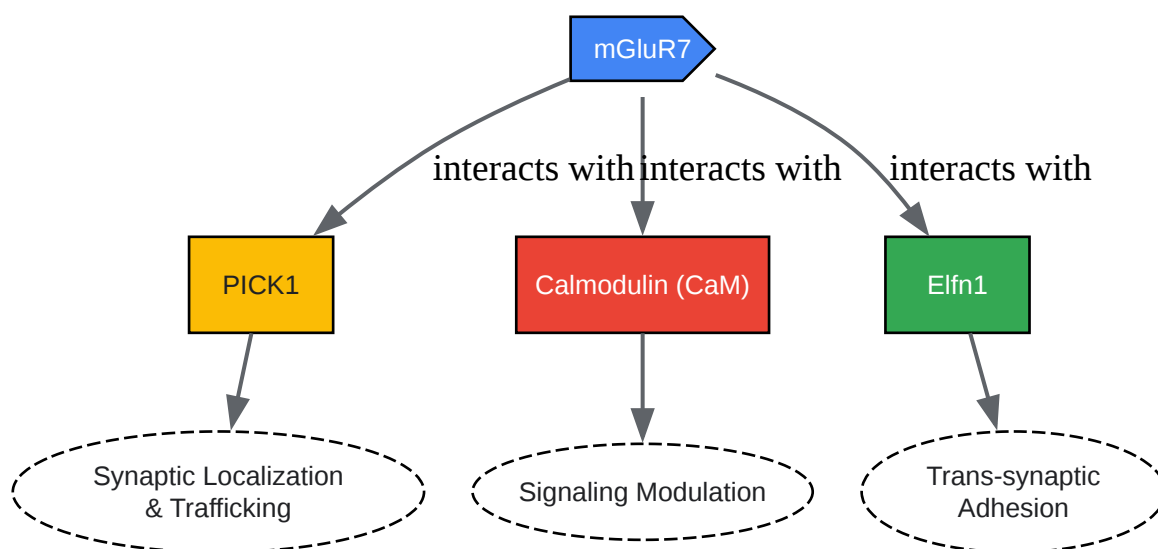 mGluR7
interacts with
interacts with
interacts with
PICK1
Calmodulin (CaM)
Elfn1
Synaptic Localization
& Trafficking
Signaling Modulation
Trans-synaptic
Adhesion